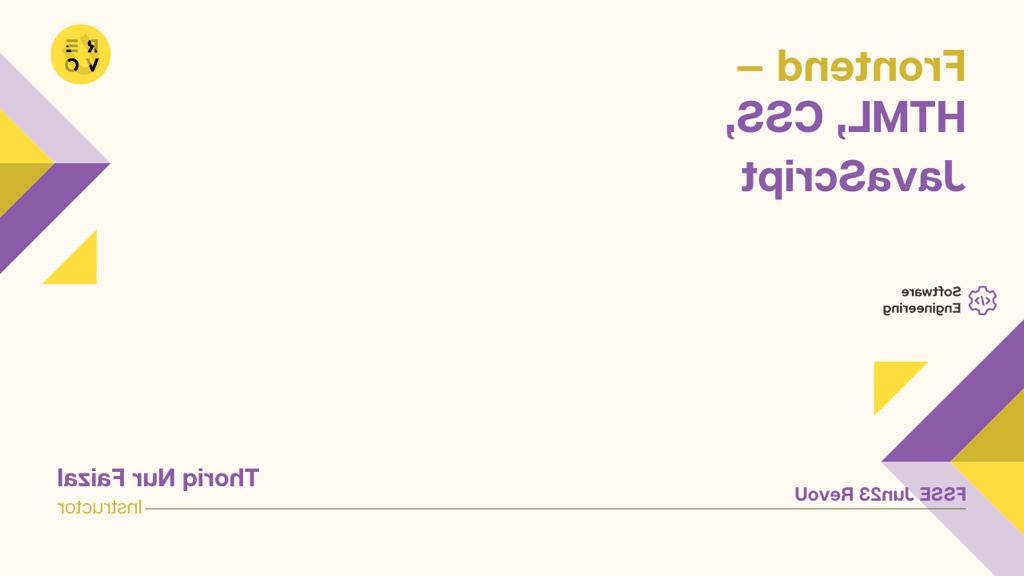 Frontend –
HTML, CSS,
JavaScript
RE
VO
Software
Engineering
Thoriq Nur Faizal
Instructor
FSSE Jun23 RevoU